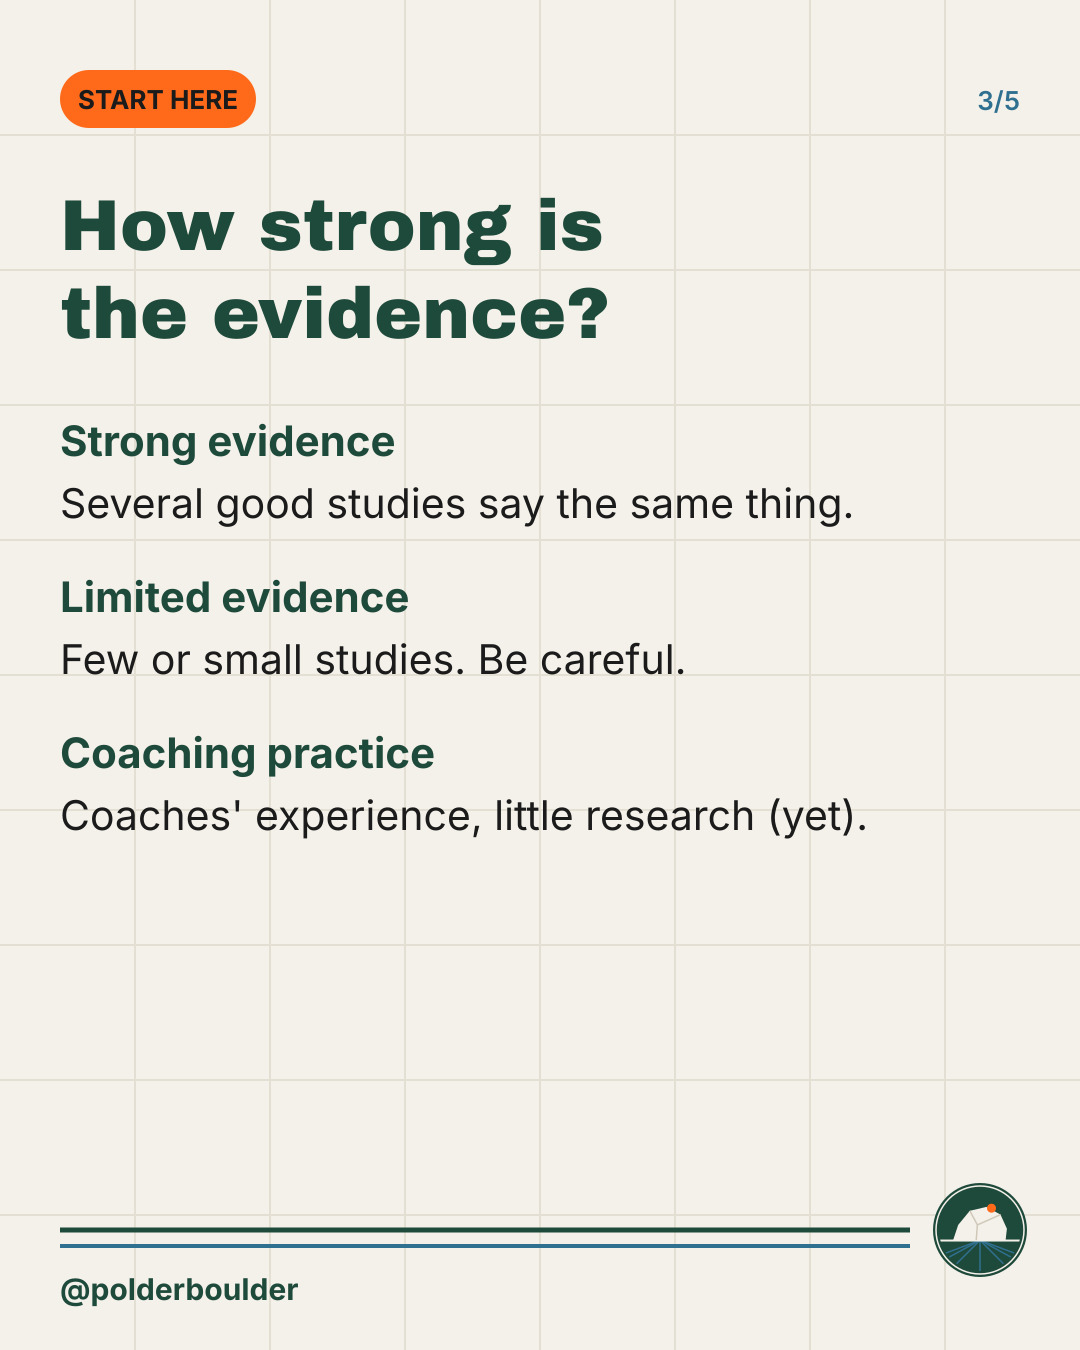 START HERE
3/5
How strong is
the evidence?
Strong evidence
Several good studies say the same thing.
Limited evidence
Few or small studies. Be careful.
Coaching practice
Coaches' experience, little research (yet).
@polderboulder